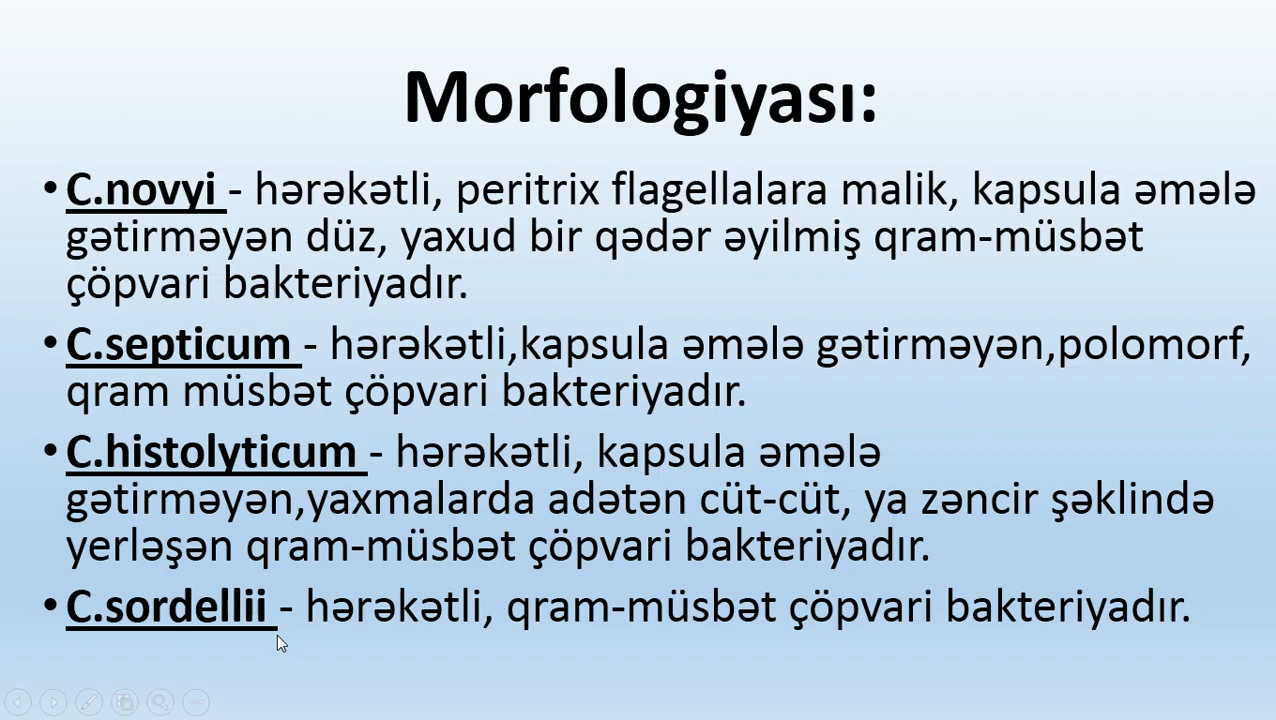 Morfologiyası:
• C.novyi - hərəkətli, peritrix flagellalara malik, kapsula əmələ
gətirməyən düz, yaxud bir qədər əyilmiş qram-müsbət
çöpvari bakteriyadır.
• C.septicum - hərəkətli,kapsula əmələ gətirməyən,polomorf,
qram müsbət çöpvari bakteriyadır.
• C.histolyticum - hərəkətli, kapsula əmələ
gətirməyən,yaxmalarda adətən cüt-cüt, ya zəncir şəklində
yerləşən qram-müsbət çöpvari bakteriyadır.
• C.sordellii - hərəkətli, qram-müsbət çöpvari bakteriyadır.